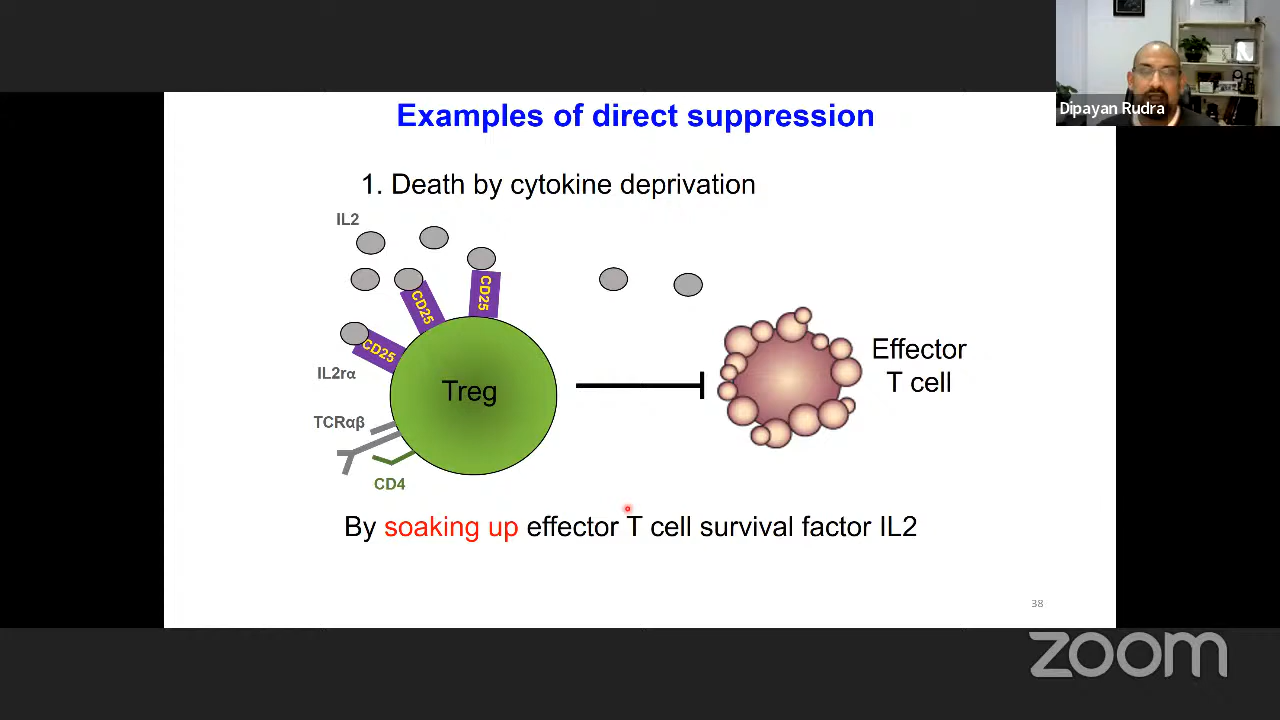 Examples of direct suppression
Dipayan Rudra
1. Death by cytokine deprivation
IL2
CD25
CD25
CD25
IL2rα
TCRαβ
CD4
Treg
Effector
T cell
By soaking up effector T cell survival factor IL2
38
zoom